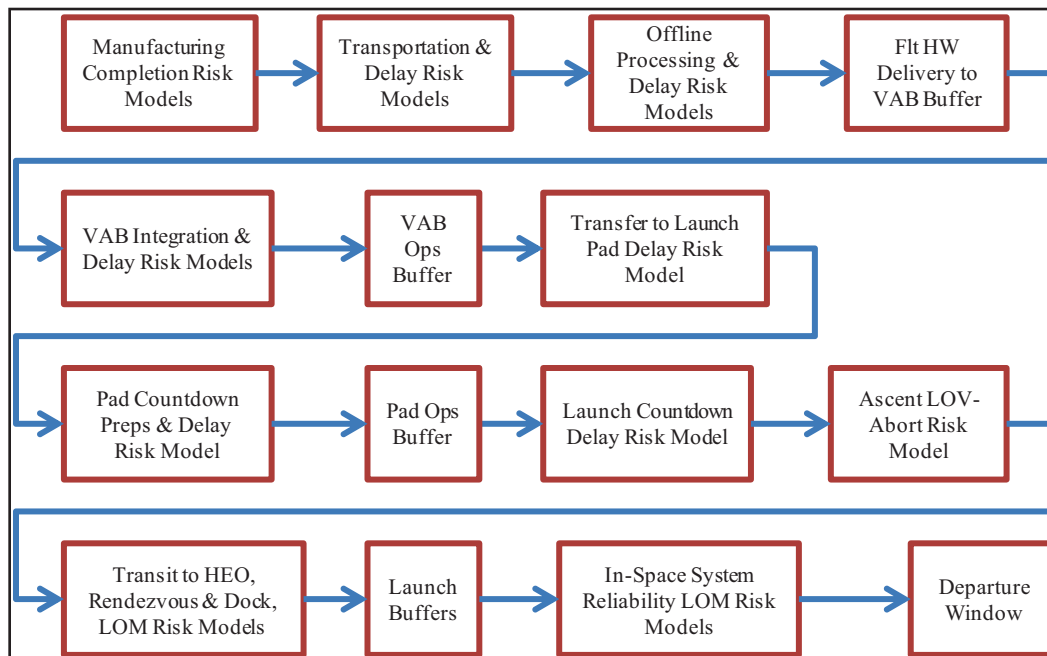 Manufacturing
Completion Risk
Models
Transportation &
Delay Risk
Models
Offline
Processing &
Delay Risk
Models
Flt HW
Delivery to
VAB Buffer
VAB Integration &
Delay Risk Models
VAB
Ops
Buffer
Transfer to Launch
Pad Delay Risk
Model
Pad Countdown
Preps & Delay
Risk Model
Pad Ops
Buffer
Launch Countdown
Delay Risk Model
Ascent LOV-
Abort Risk
Model
Transit to HEO,
Rendezvous & Dock,
LOM Risk Models
Launch
Buffers
In-Space System
Reliability LOM Risk
Models
Departure
Window